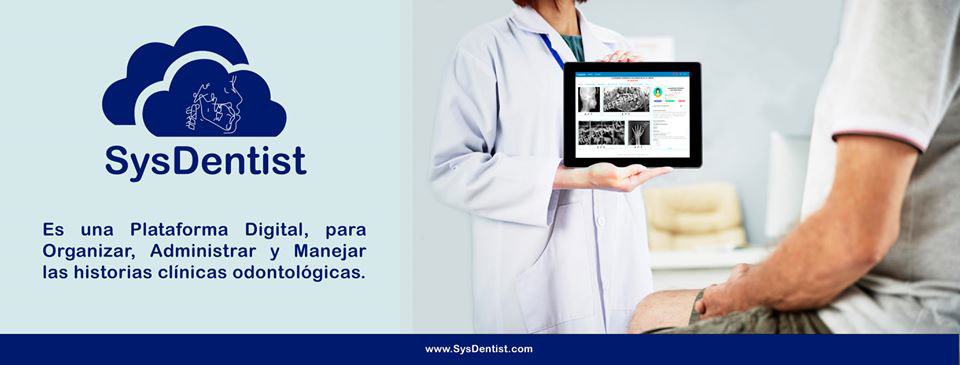 SysDentist
Es una Plataforma Digital, para
Organizar, Administrar y Manejar
las historias clínicas odontológicas.
www.SysDentist.com